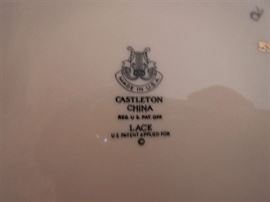 MADE IN U.S.A.
CASTLETON
CHINA
REG. U.S. PAT. OFF.
LACE
U.S. PATENT APPLIED FOR
©